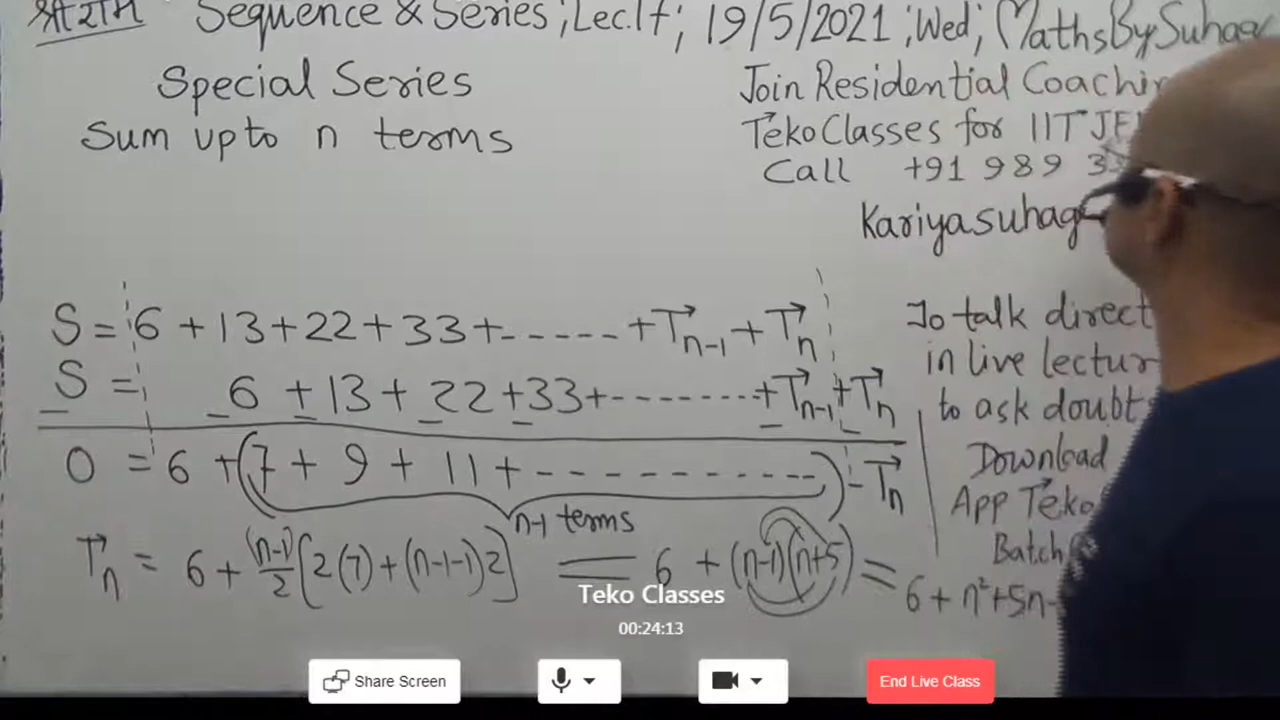 श्री राम Sequence & Series ; Lec.17 ; 19/5/2021 ; Wed ; MathsBySuhag
Special Series
Sum upto n terms
Join Residential Coachin
TekoClasses for IIT JE
Call +91 989 3
Kariyasuhag
S = 6 + 13 + 22 + 33 + ----- + Tₙ₋₁ + Tₙ
S = 6 + 13 + 22 + 33 + -------- + Tₙ₋₁ + Tₙ
0 = 6 + (7 + 9 + 11 + ----------) - Tₙ
n-1 terms
Tₙ = 6 + (n-1)/2 [2(7) + (n-1-1)2] = 6 + (n-1)(n+5) = 6 + n² + 5n -
To talk direct
in live lectur
to ask doubt
Download
App Teko
Batch
Teko Classes
00:24:13
Share Screen
End Live Class